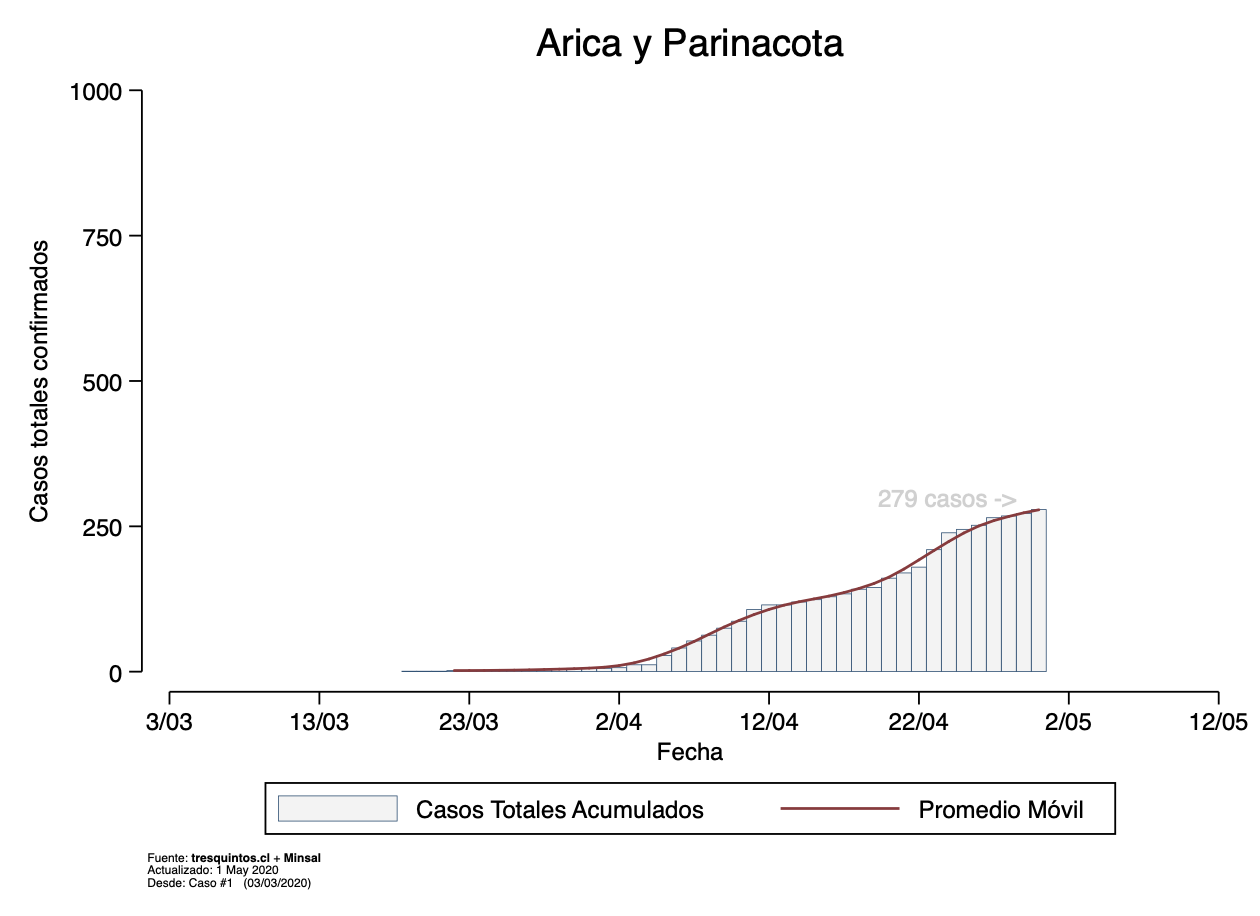 Arica y Parinacota
Casos totales confirmados
1000
750
500
250
0
279 casos ->
3/03 13/03 23/03 2/04 12/04 22/04 2/05 12/05
Fecha
Casos Totales Acumulados Promedio Móvil
Fuente: tresquintos.cl + Minsal
Actualizado: 1 May 2020
Desde: Caso #1 (03/03/2020)